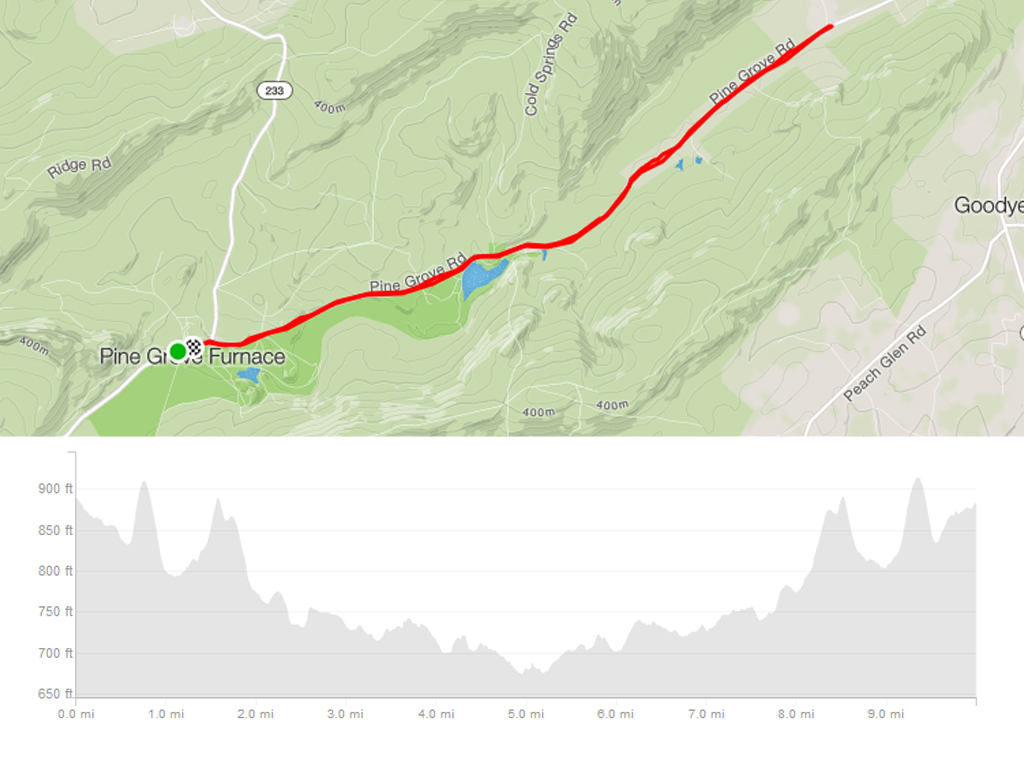 Cold Springs Rd
Pine Grove Rd
233
400m
Ridge Rd
Goodye
Pine Grove Rd
400m
Pine Grove Furnace
Peach Glen Rd
400m
400m
900 ft
850 ft
800 ft
750 ft
700 ft
650 ft
0.0 mi
1.0 mi
2.0 mi
3.0 mi
4.0 mi
5.0 mi
6.0 mi
7.0 mi
8.0 mi
9.0 mi